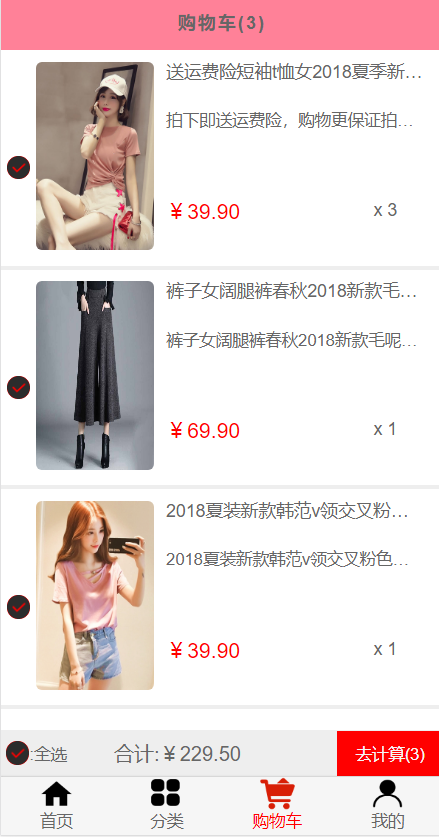 购物车(3)
送运费险短袖t恤女2018夏季新…
拍下即送运费险，购物更保证拍…
￥39.90
x 3
裤子女阔腿裤春秋2018新款毛…
裤子女阔腿裤春秋2018新款毛呢…
￥69.90
x 1
2018夏装新款韩范v领交叉粉…
2018夏装新款韩范v领交叉粉色…
￥39.90
x 1
:全选 合计:￥229.50 去计算(3)
首页 分类 购物车 我的